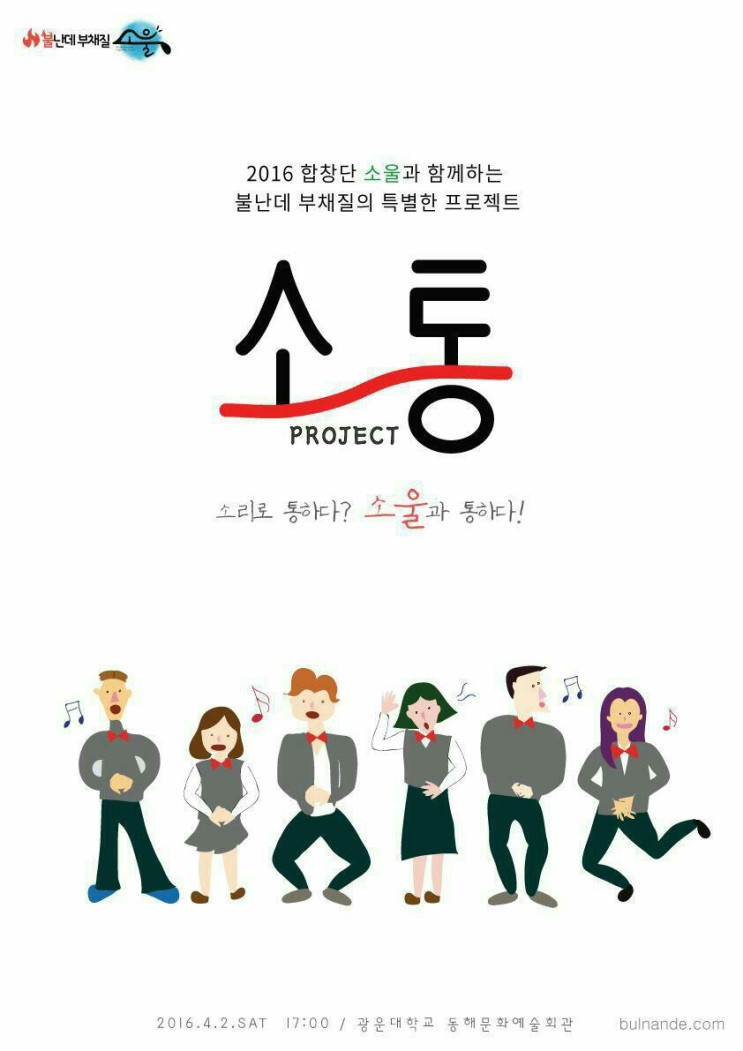 불난데 부채질 소울
2016 합창단 소울과 함께하는
불난데 부채질의 특별한 프로젝트
소통
PROJECT
소리로 통하다? 소울과 통하다!
2016.4.2.SAT 17:00 / 광운대학교 동해문화예술회관
bulnande.com